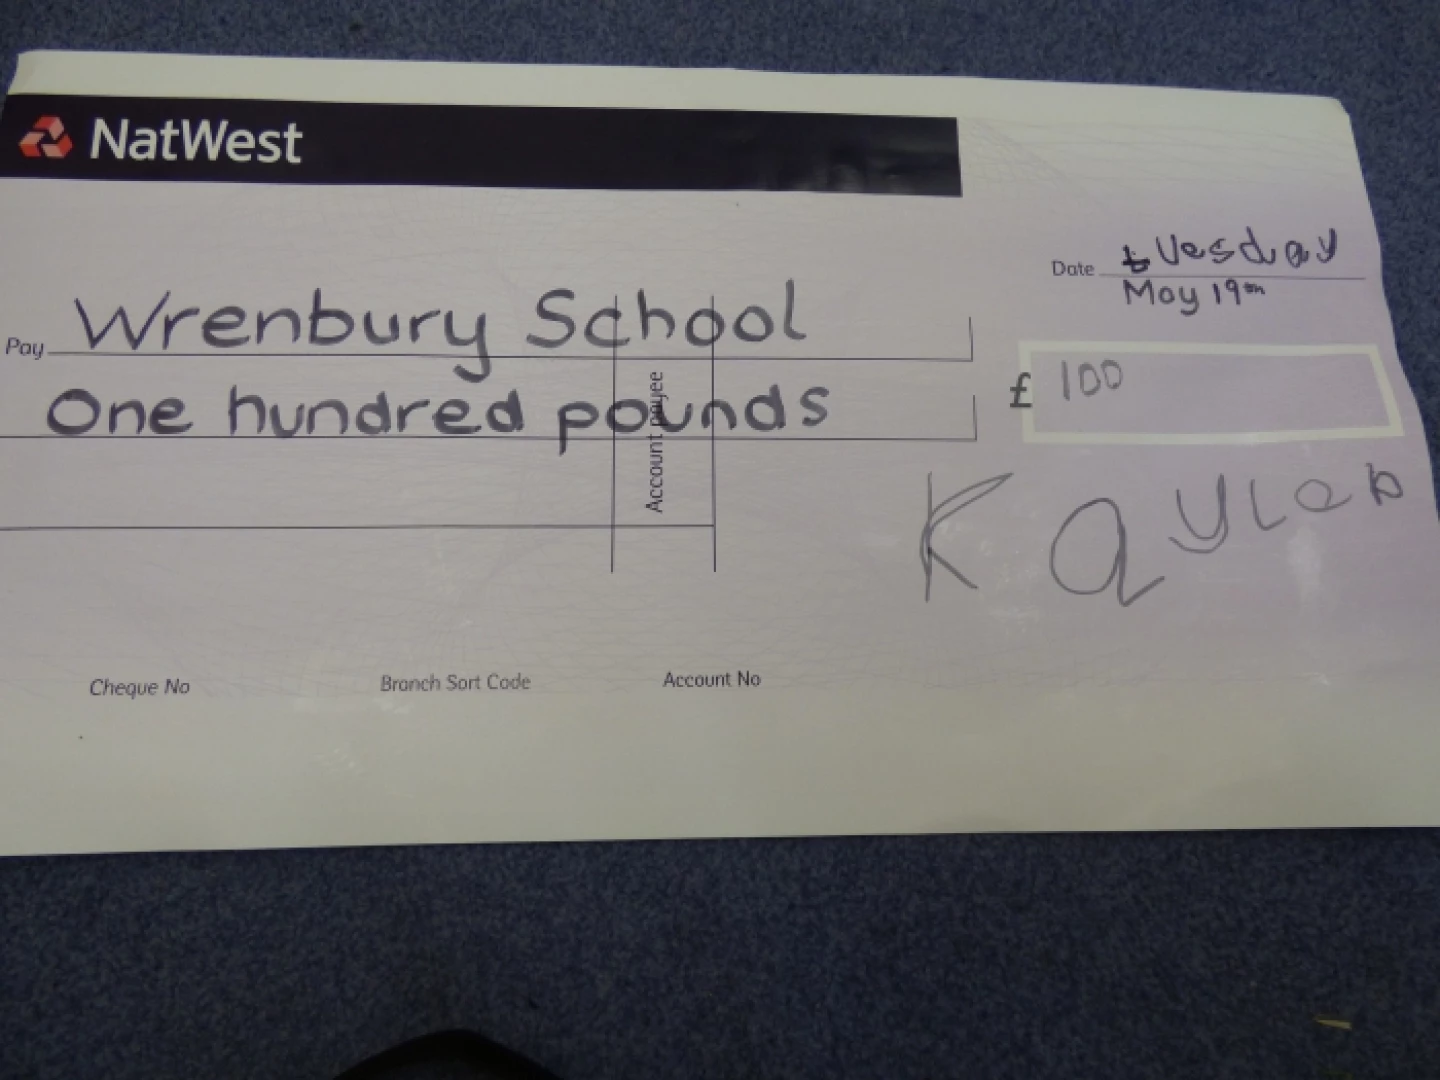 NatWest
Date tuesday
May 19th
Pay Wrenbury School
One hundred pounds
£ 100
Account payee
Kayleb
Cheque No Branch Sort Code Account No